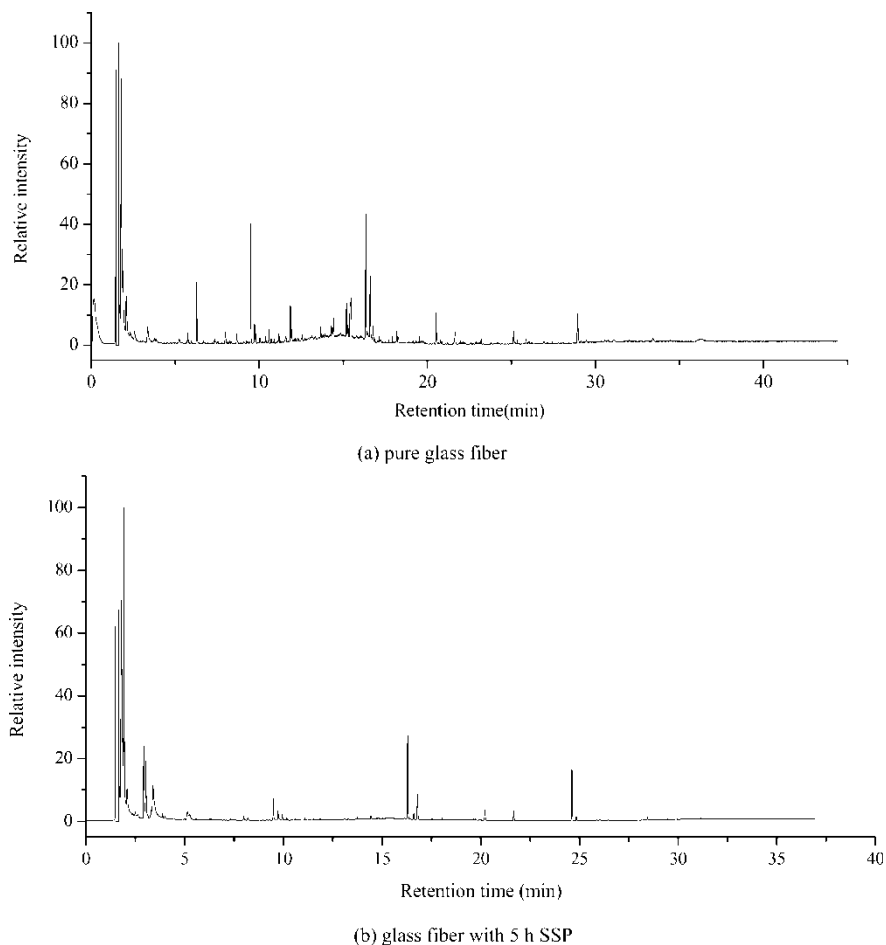 100
80
60
40
20
0
Relative intensity
0 10 20 30 40
Retention time(min)
(a) pure glass fiber
100
80
60
40
20
0
Relative intensity
0 5 10 15 20 25 30 35 40
Retention time (min)
(b) glass fiber with 5 h SSP